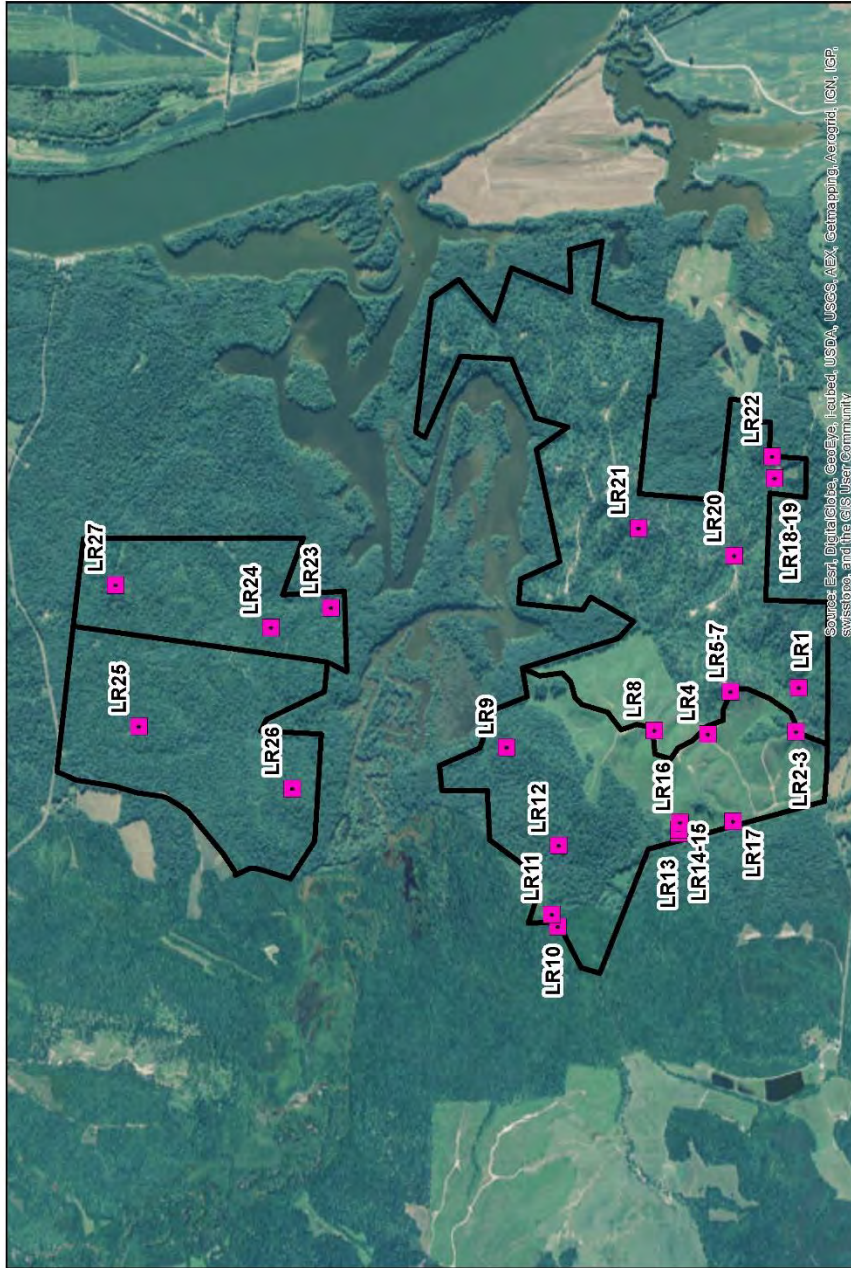 LR27
LR25
LR24
LR26
LR23
LR9
LR11
LR12
LR10
LR21
LR8
LR16
LR13
LR4
LR14-15
LR20
LR5-7
LR17
LR22
LR18-19
LR1
LR2-3
Source: Esri, DigitalGlobe, GeoEye, i-cubed, USDA, USGS, AEX, Getmapping, Aerogrid, IGN, IGP,
swisstopo, and the GIS User Community